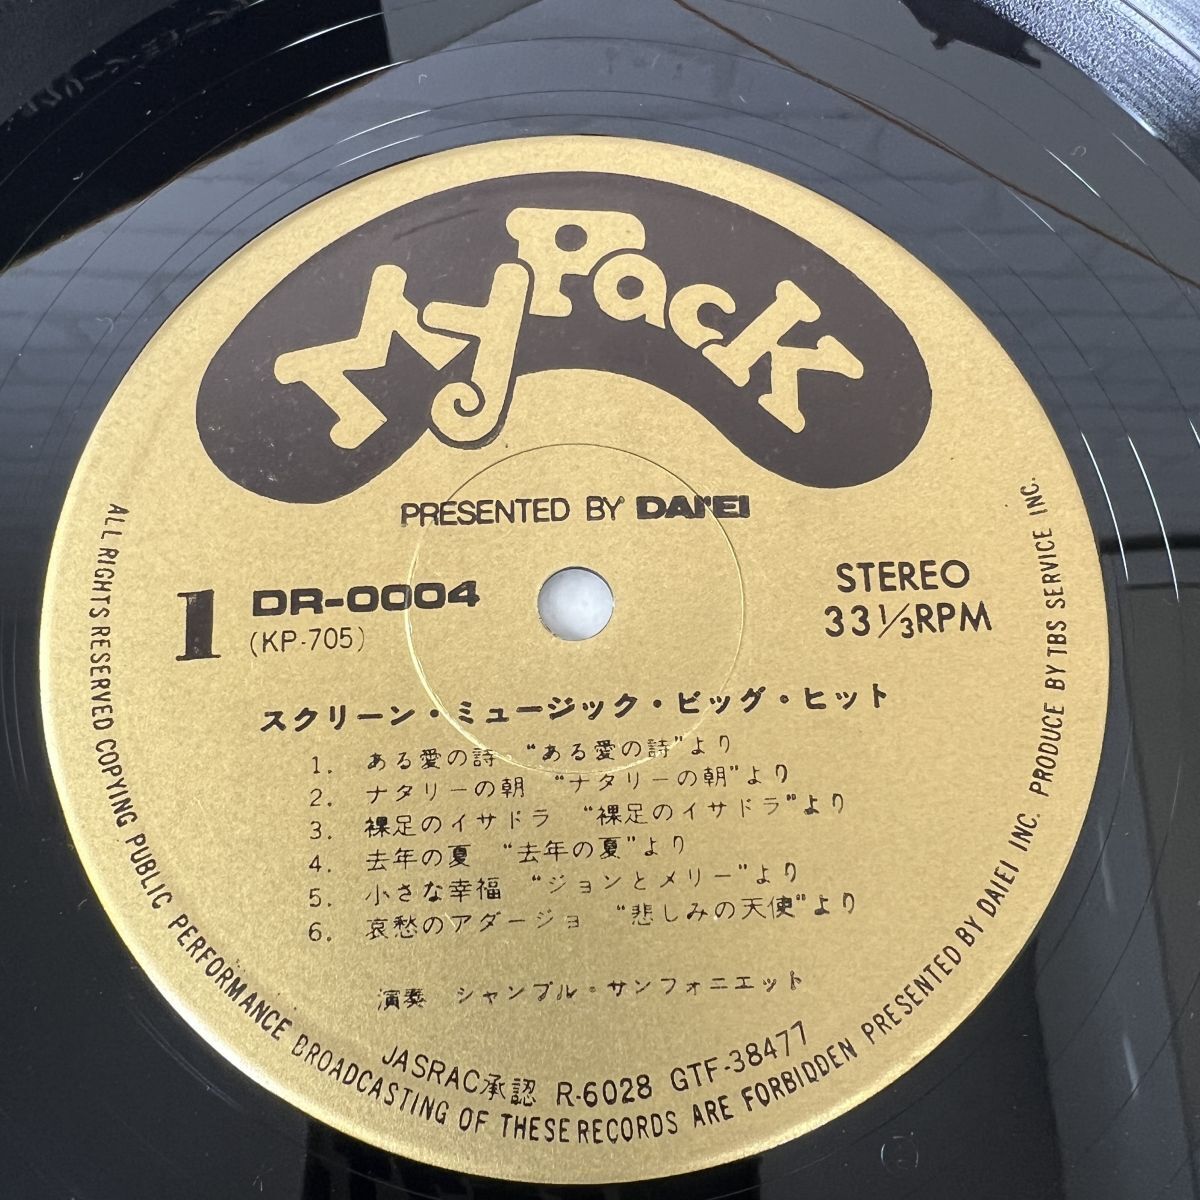 My Pack
PRESENTED BY DAI'EI
1
DR-0004
(KP-705)
STEREO
33 1/3 RPM
スクリーン・ミュージック・ビッグ・ヒット
1. ある愛の詩 “ある愛の詩”より
2. ナタリーの朝 “ナタリーの朝”より
3. 裸足のイサドラ “裸足のイサドラ”より
4. 去年の夏 “去年の夏”より
5. 小さな幸福 “ジョンとメリー”より
6. 哀愁のアダージョ “悲しみの天使”より
演奏 シャンブル・サンフォニエット
JASRAC承認 R-6028 GTF-38477
ALL RIGHTS RESERVED COPYING PUBLIC PERFORMANCE BROADCASTING OF THESE RECORDS ARE FORBIDDEN PRESENTED BY DAIEI INC. PRODUCE BY TBS SERVICE INC.